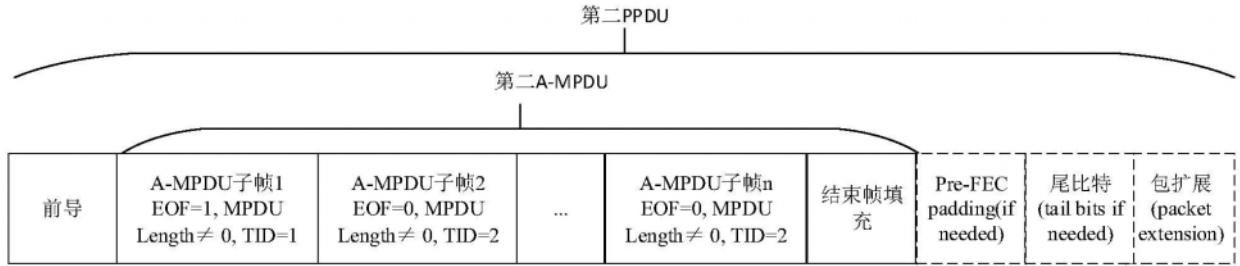 第二PPDU
第二A-MPDU
前导
A-MPDU子帧1
EOF=1, MPDU
Length≠ 0, TID=1
A-MPDU子帧2
EOF=0, MPDU
Length≠ 0, TID=2
...
A-MPDU子帧n
EOF=0, MPDU
Length≠ 0, TID=2
结束帧填
充
Pre-FEC
padding(if
needed)
尾比特
(tail bits if
needed)
包扩展
(packet
extension)